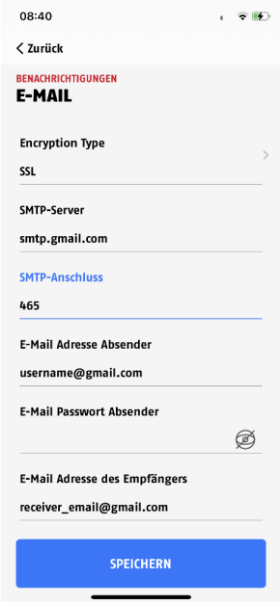 08:40
Zurück
BENACHRICHTIGUNGEN
E-MAIL
Encryption Type
SSL
SMTP-Server
smtp.gmail.com
SMTP-Anschluss
465
E-Mail Adresse Absender
username@gmail.com
E-Mail Passwort Absender
E-Mail Adresse des Empfängers
receiver_email@gmail.com
SPEICHERN